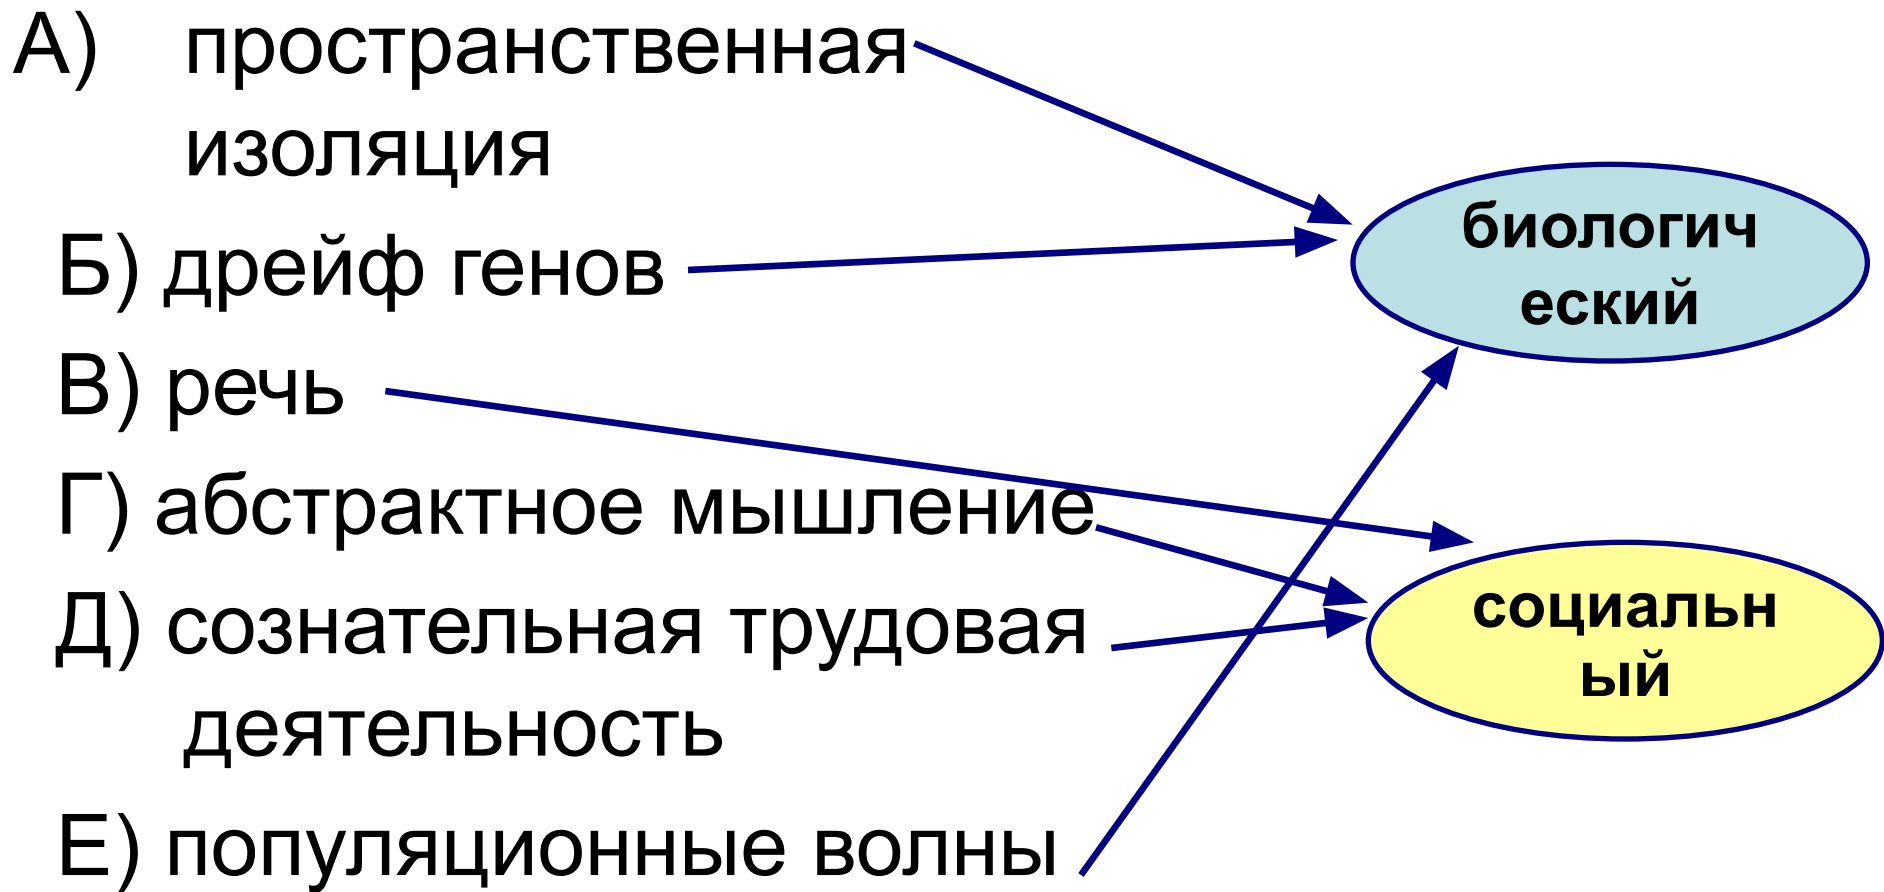 А) пространственная
изоляция
Б) дрейф генов
В) речь
Г) абстрактное мышление
Д) сознательная трудовая
деятельность
Е) популяционные волны
биологич
еский
социальн
ый